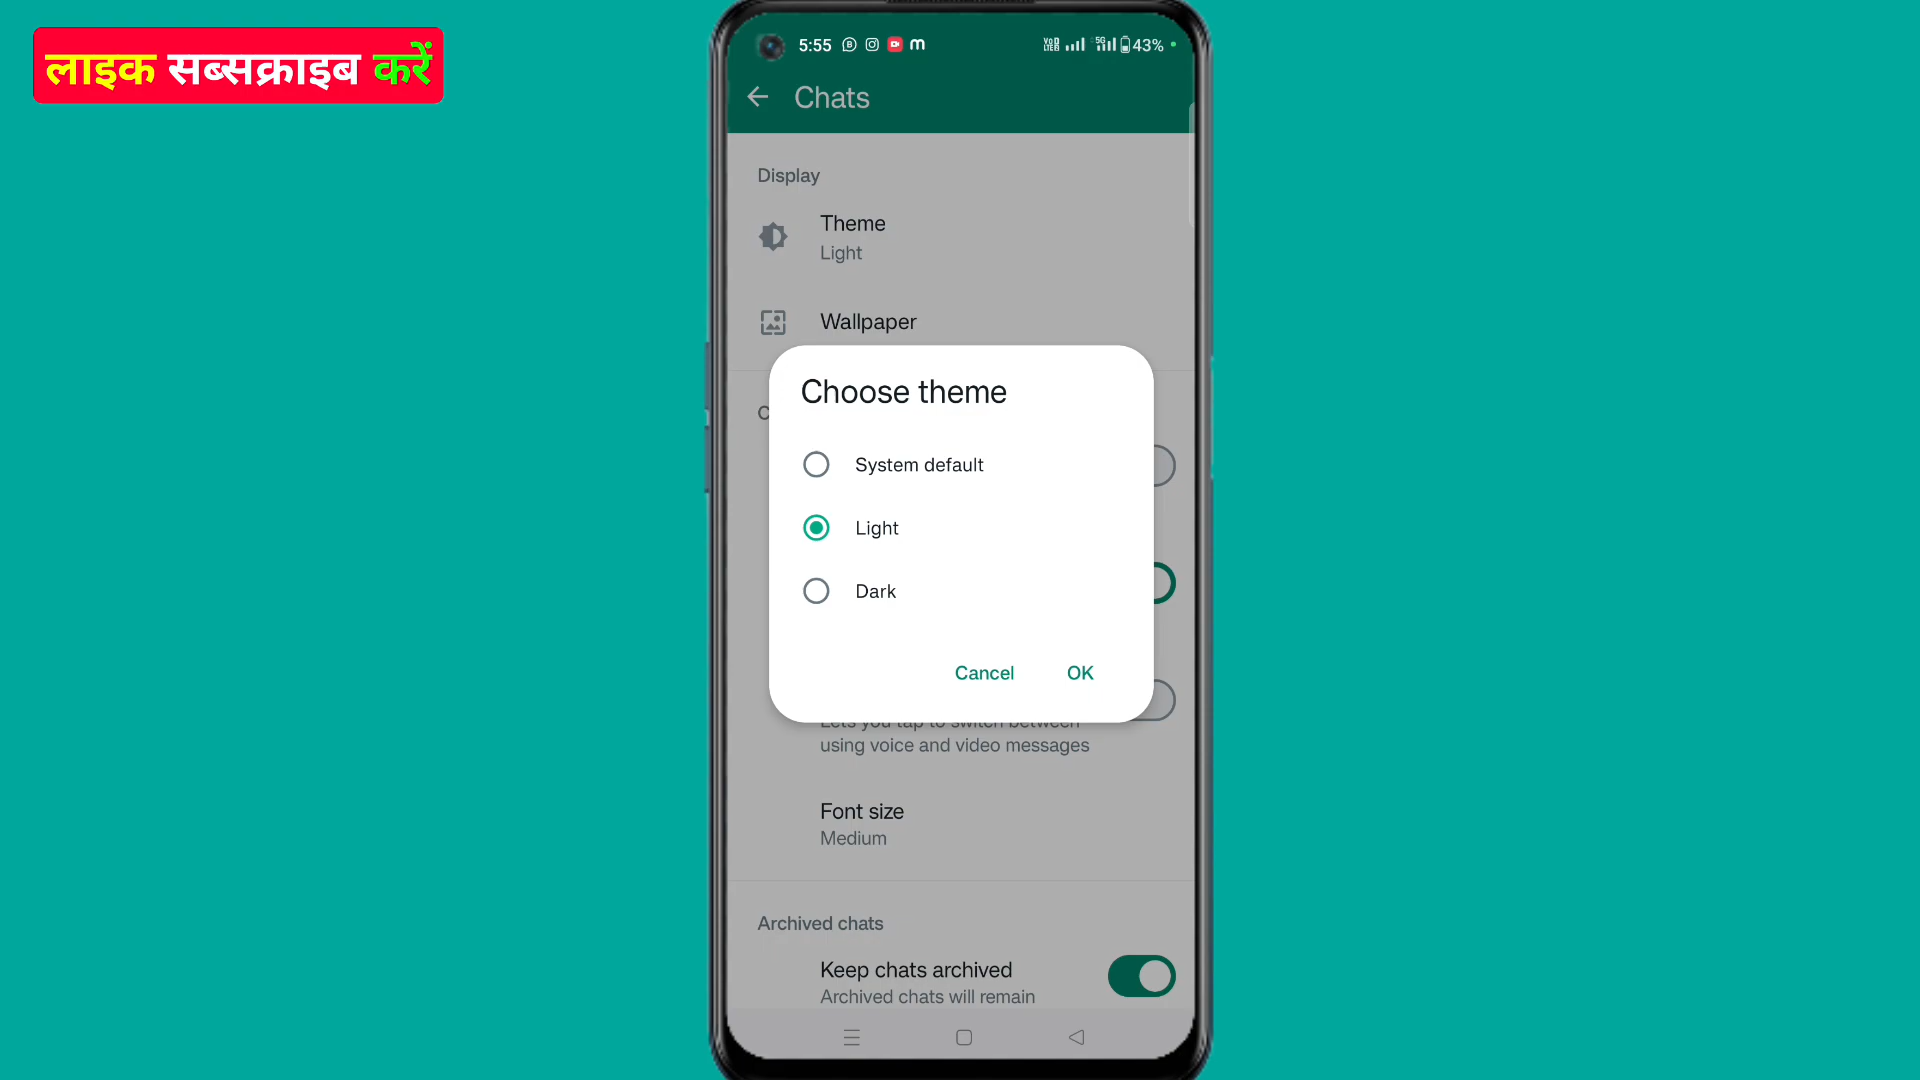 लाइक सब्सक्राइब करें
5:55
43%
Chats
Display
Theme
Light
Wallpaper
Choose theme
System default
Light
Dark
Cancel OK
using voice and video messages
Font size
Medium
Archived chats
Keep chats archived
Archived chats will remain